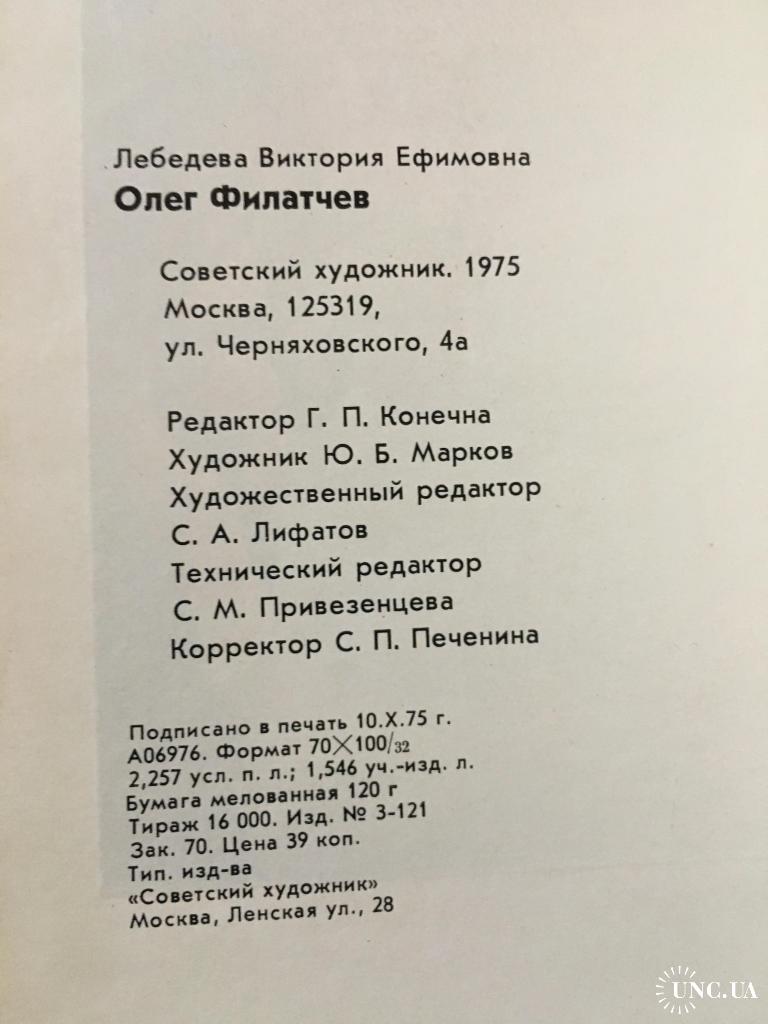 Лебедева Виктория Ефимовна
Олег Филатчев
Советский художник. 1975
Москва, 125319,
ул. Черняховского, 4а
Редактор Г. П. Конечна
Художник Ю. Б. Марков
Художественный редактор
С. А. Лифатов
Технический редактор
С. М. Привезенцева
Корректор С. П. Печенина
Подписано в печать 10.X.75 г.
А06976. Формат 70×100/32
2,257 усл. п. л.; 1,546 уч.-изд. л.
Бумага мелованная 120 г
Тираж 16 000. Изд. № 3-121
Зак. 70. Цена 39 коп.
Тип. изд-ва
«Советский художник»
Москва, Ленская ул., 28
UNC.UA